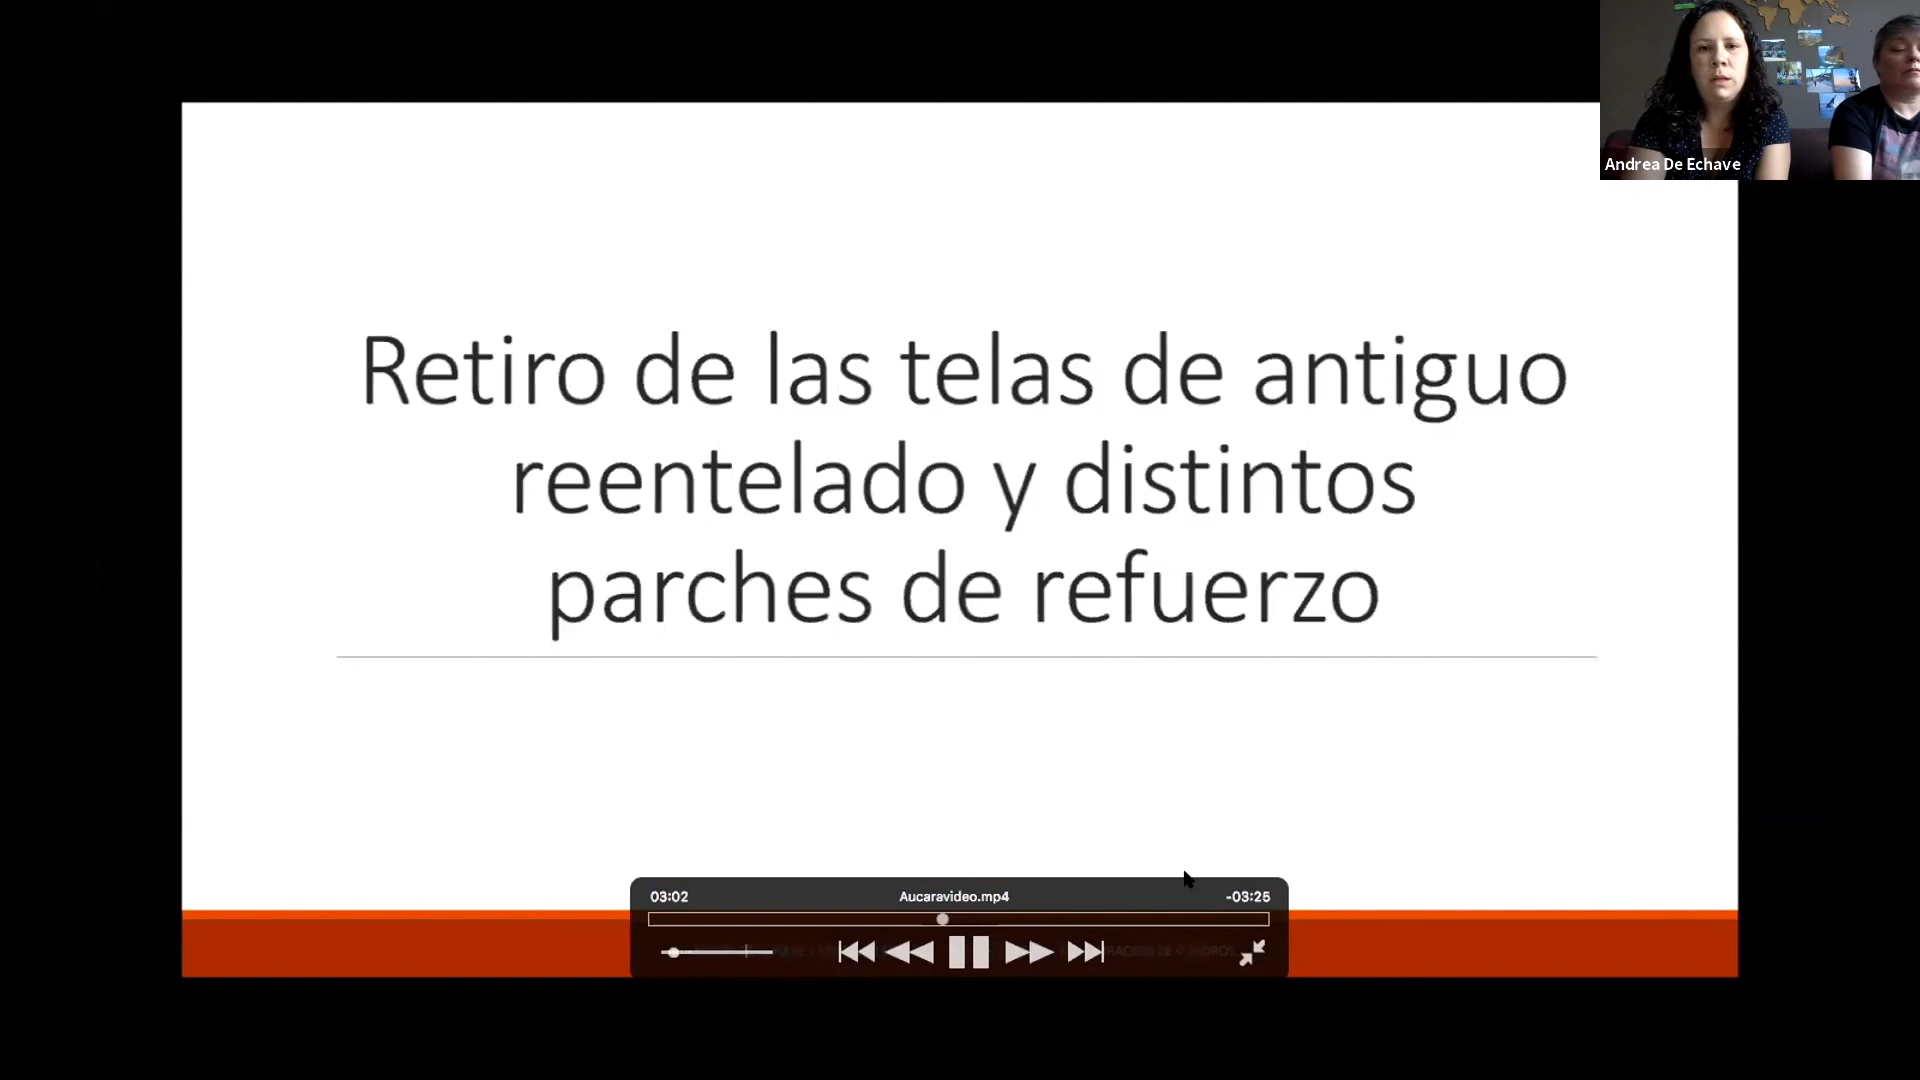 Andrea De Echave
Retiro de las telas de antiguo
reentelado y distintos
parches de refuerzo
03:02
Aucaravideo.mp4
-03:25